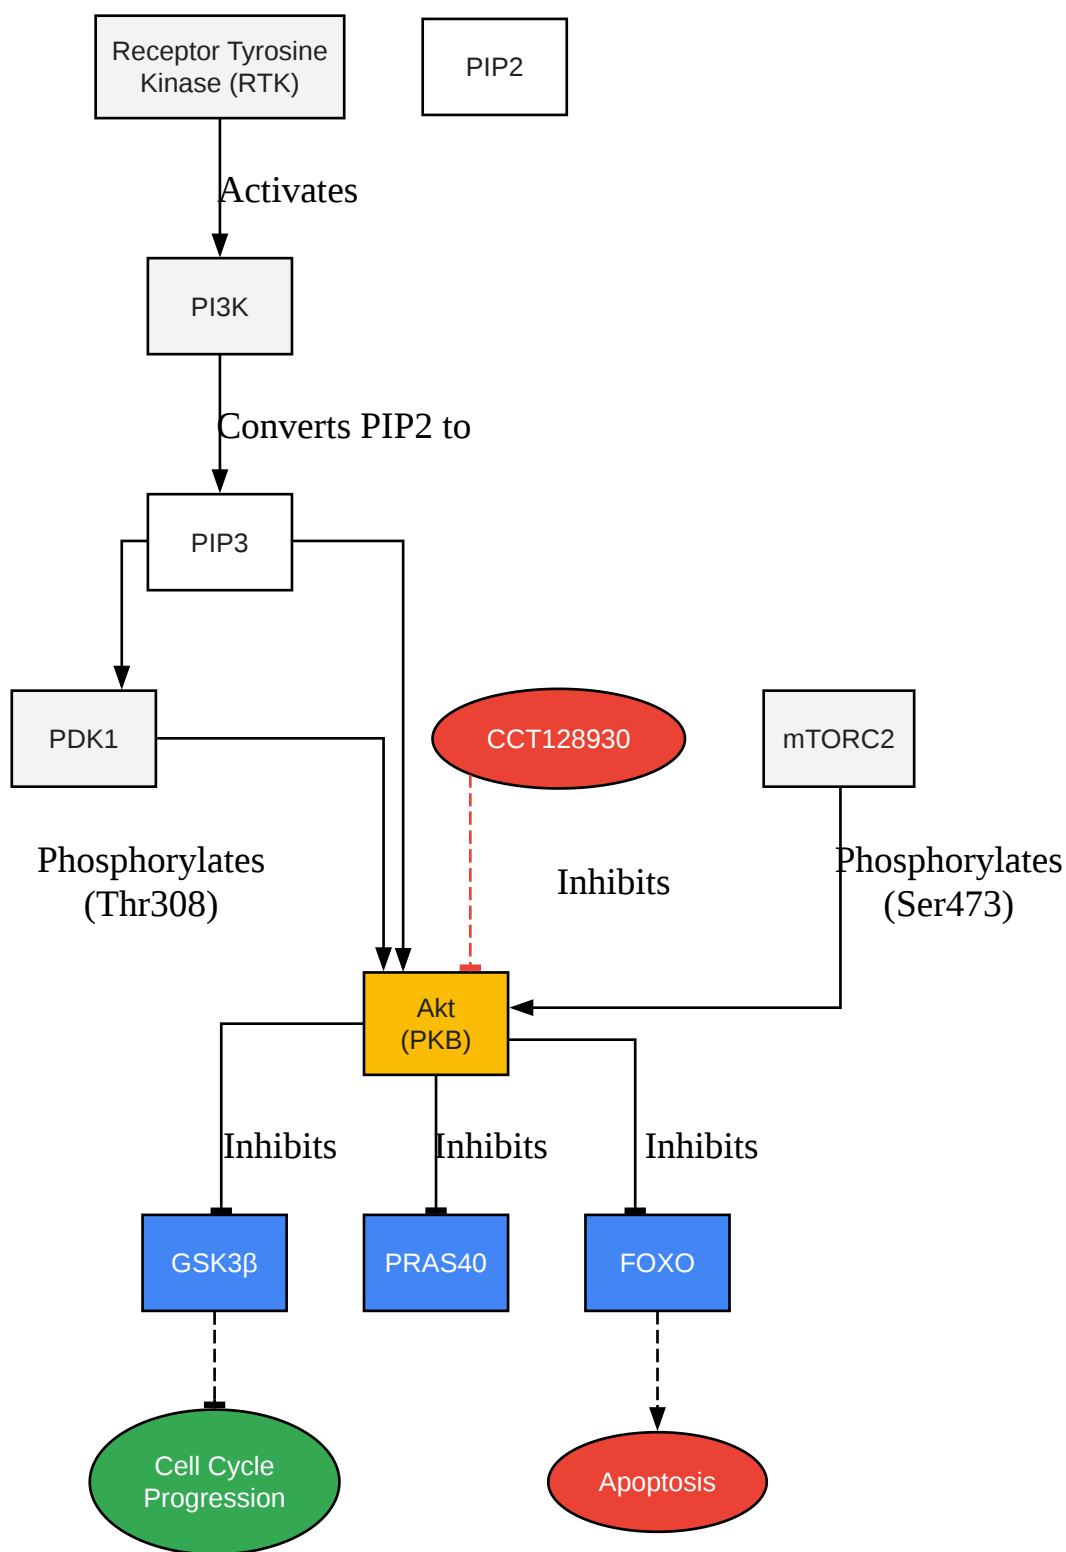 Receptor Tyrosine
Kinase (RTK)
PIP2
Activates
PI3K
Converts PIP2 to
PIP3
PDK1
CCT128930
mTORC2
Phosphorylates
(Thr308)
Inhibits
Phosphorylates
(Ser473)
Akt
(PKB)
Inhibits
Inhibits
Inhibits
GSK3β
PRAS40
FOXO
Cell Cycle
Progression
Apoptosis